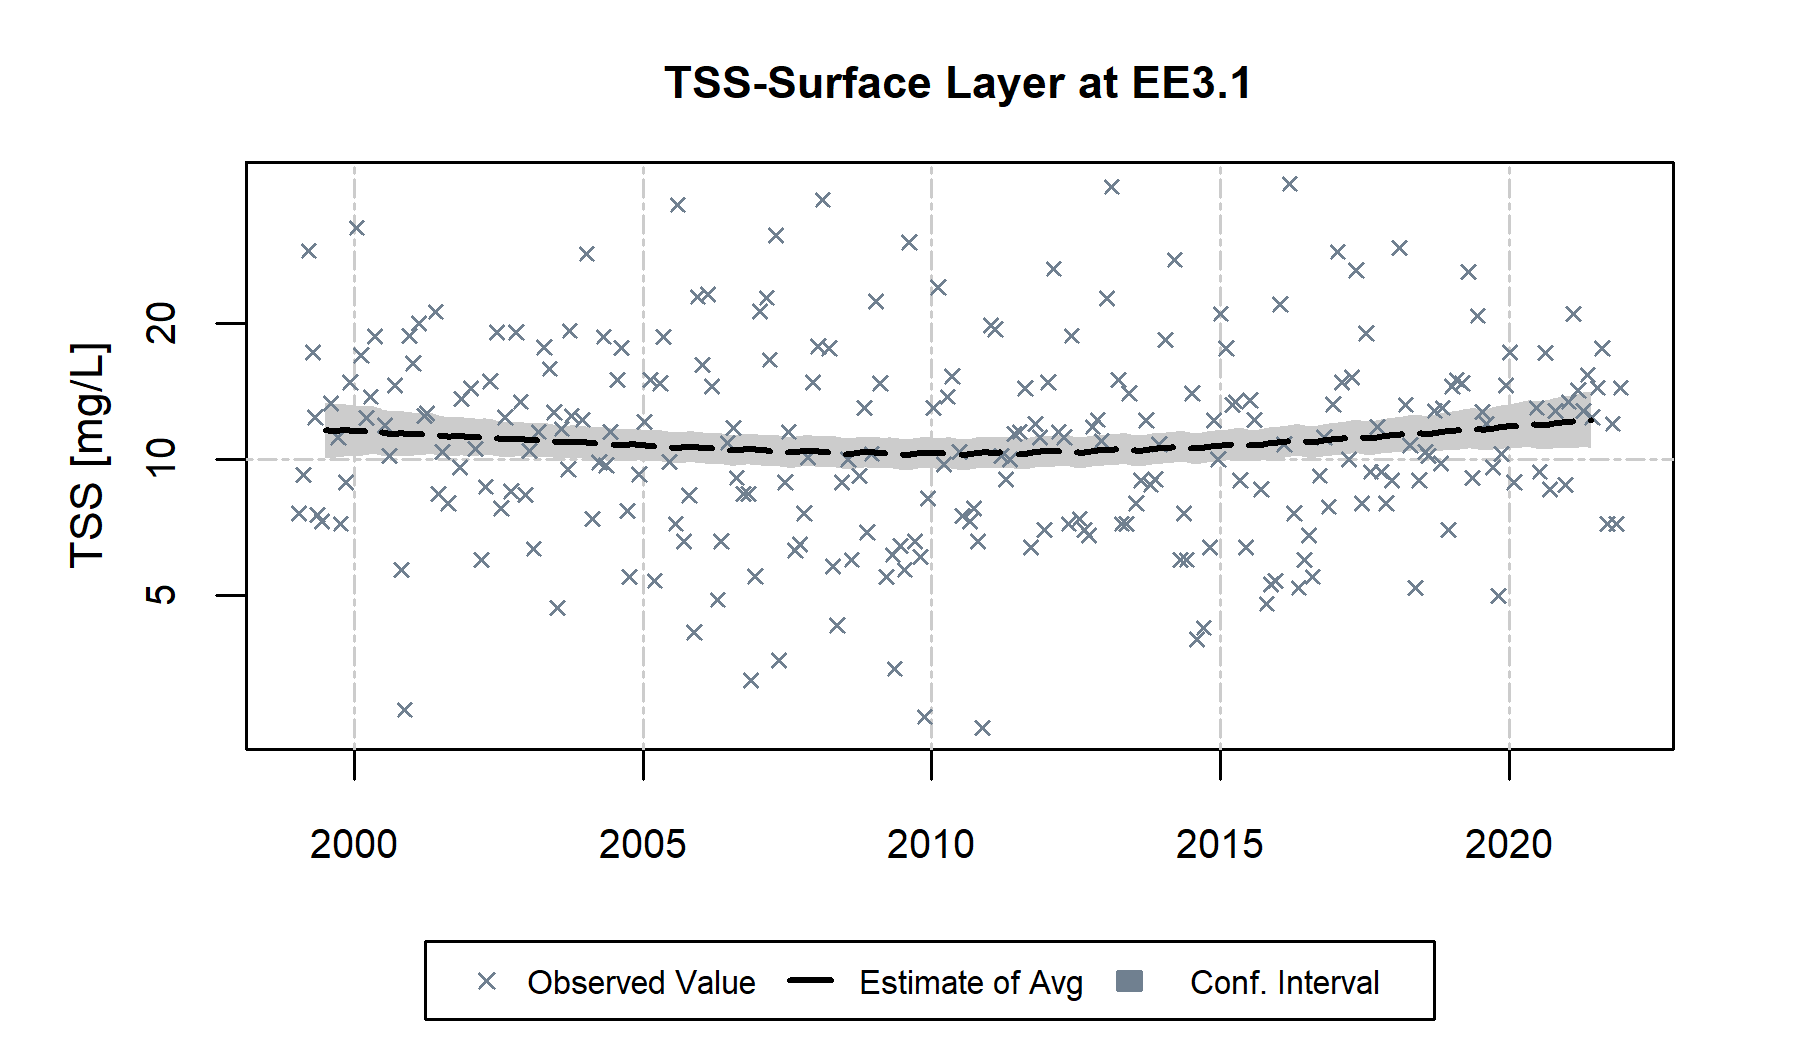 TSS-Surface Layer at EE3.1
TSS [mg/L]
20
10
5
2000 2005 2010 2015 2020
Observed Value Estimate of Avg Conf. Interval